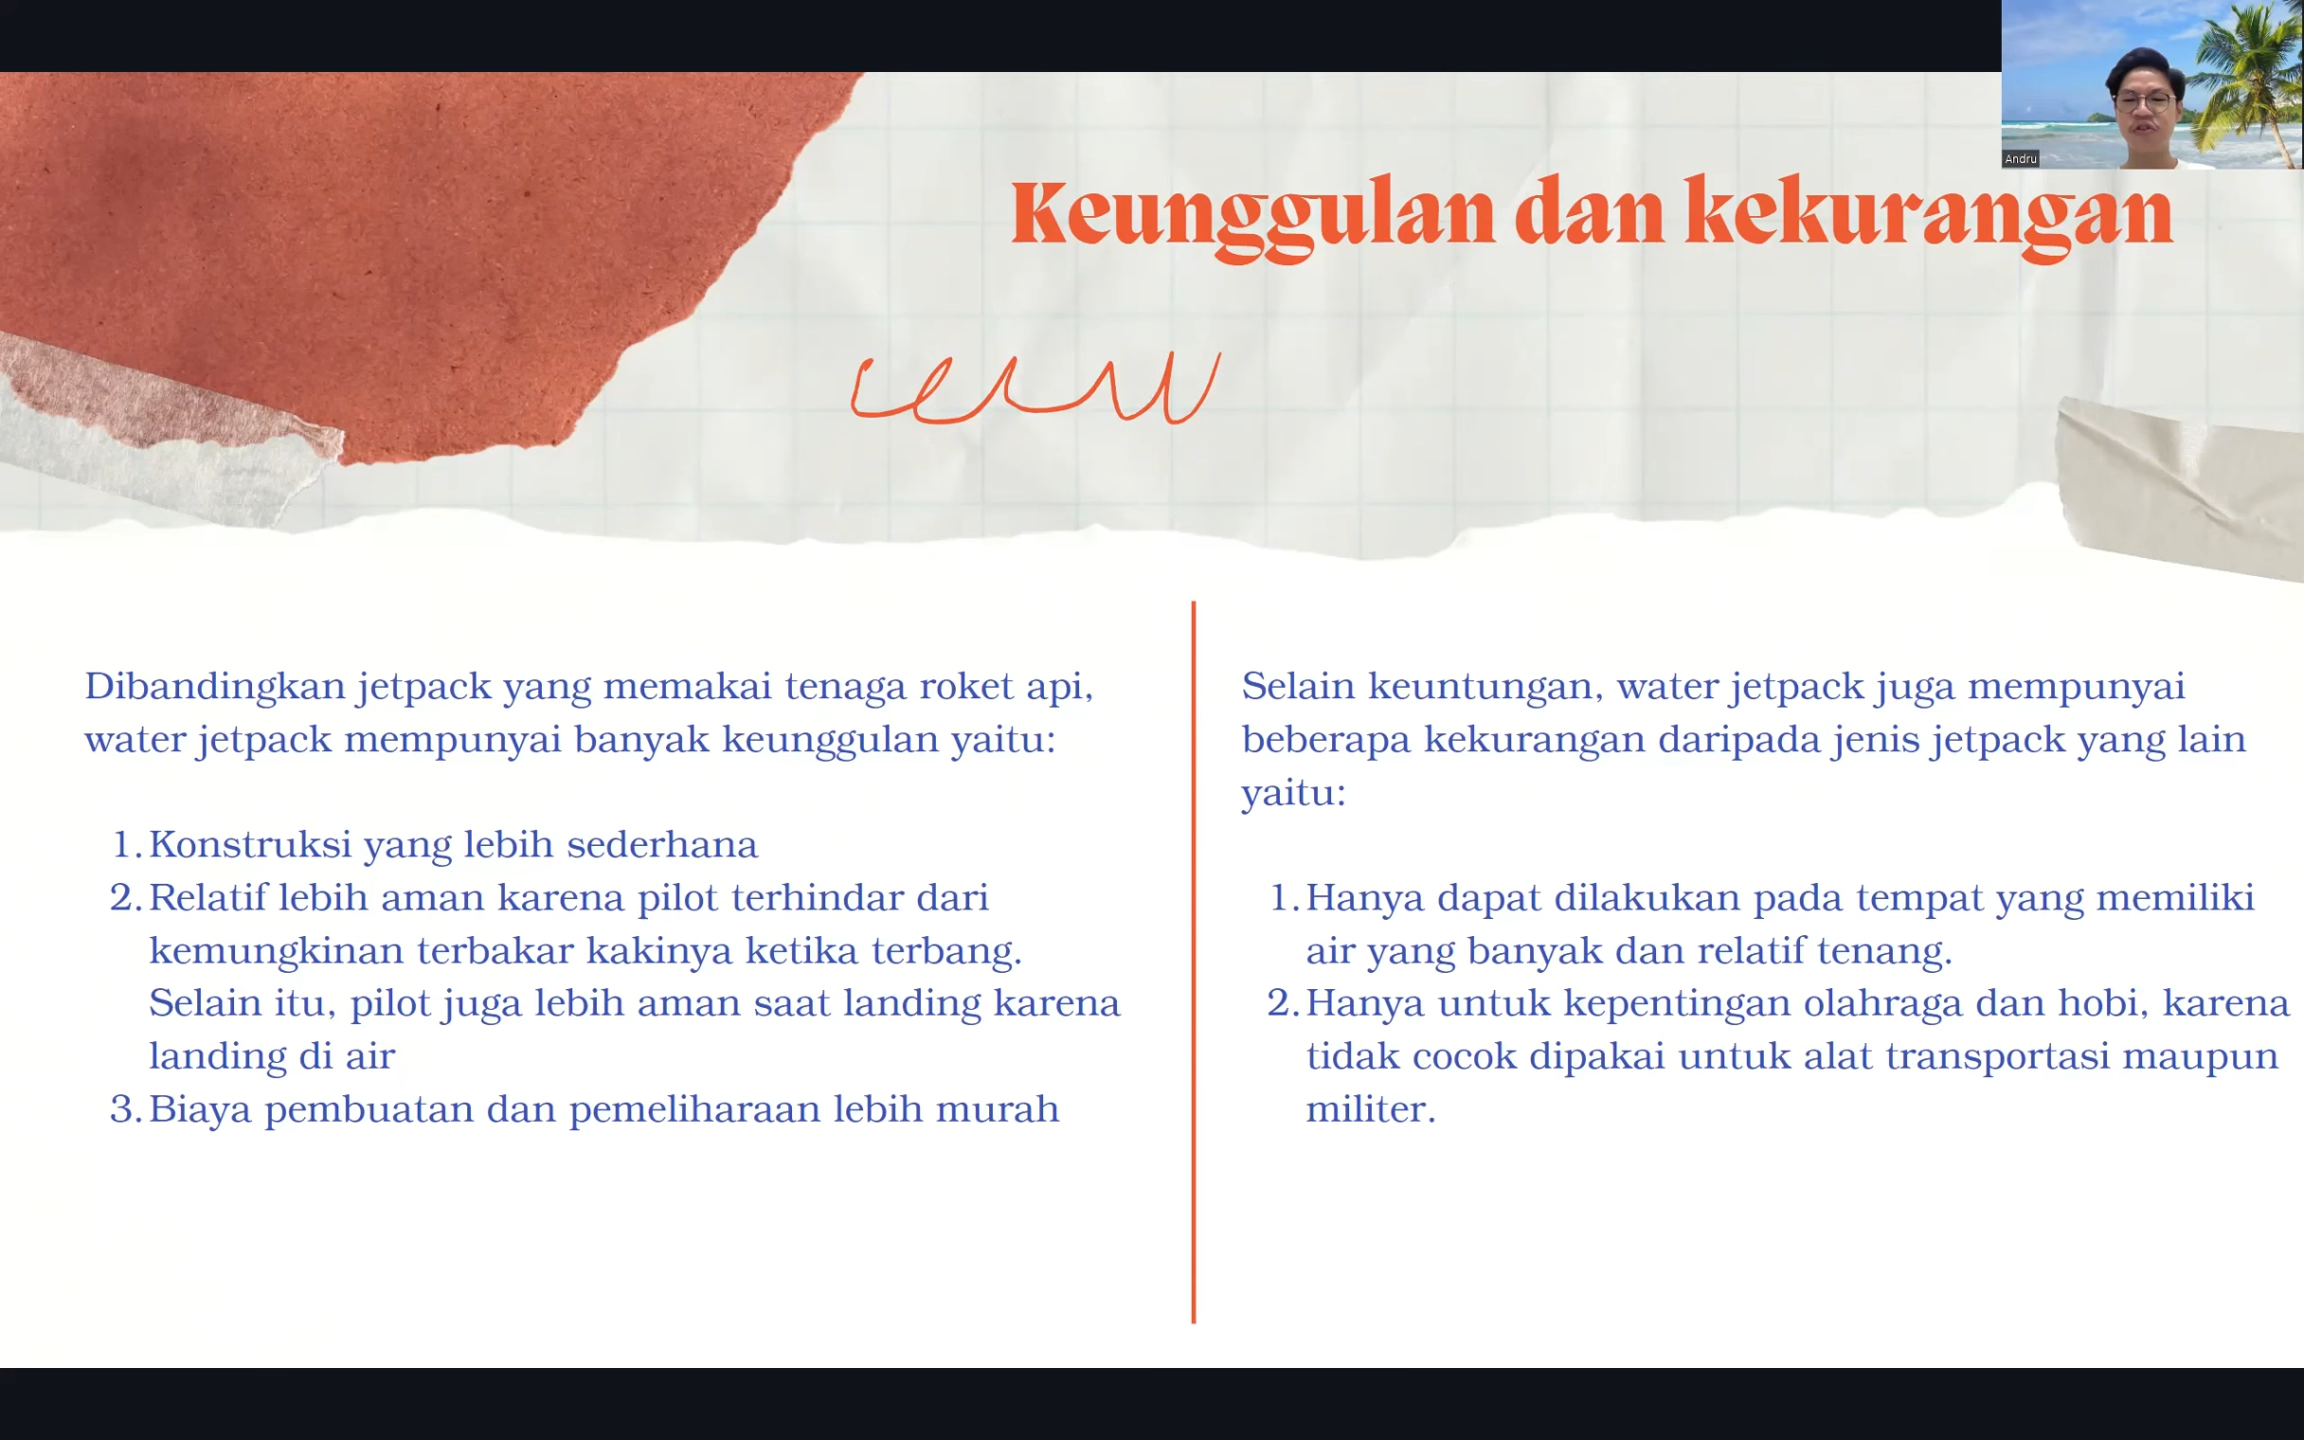 Andru
Keunggulan dan kekurangan
Dibandingkan jetpack yang memakai tenaga roket api,
water jetpack mempunyai banyak keunggulan yaitu:
1. Konstruksi yang lebih sederhana
2. Relatif lebih aman karena pilot terhindar dari
kemungkinan terbakar kakinya ketika terbang.
Selain itu, pilot juga lebih aman saat landing karena
landing di air
3. Biaya pembuatan dan pemeliharaan lebih murah
Selain keuntungan, water jetpack juga mempunyai
beberapa kekurangan daripada jenis jetpack yang lain
yaitu:
1. Hanya dapat dilakukan pada tempat yang memiliki
air yang banyak dan relatif tenang.
2. Hanya untuk kepentingan olahraga dan hobi, karena
tidak cocok dipakai untuk alat transportasi maupun
militer.